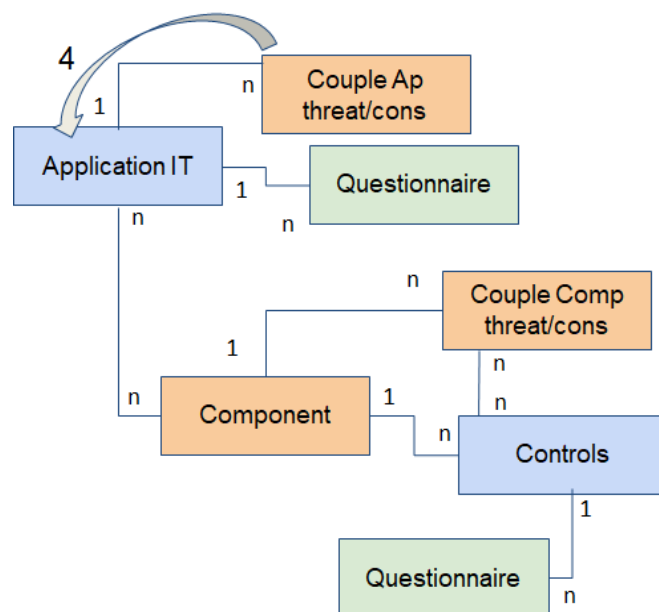 4
n
Couple Ap
threat/cons
1
Application IT
1
Questionnaire
n
n
n
Couple Comp
threat/cons
1
n
n
1
n
Component
n
Controls
1
Questionnaire
n